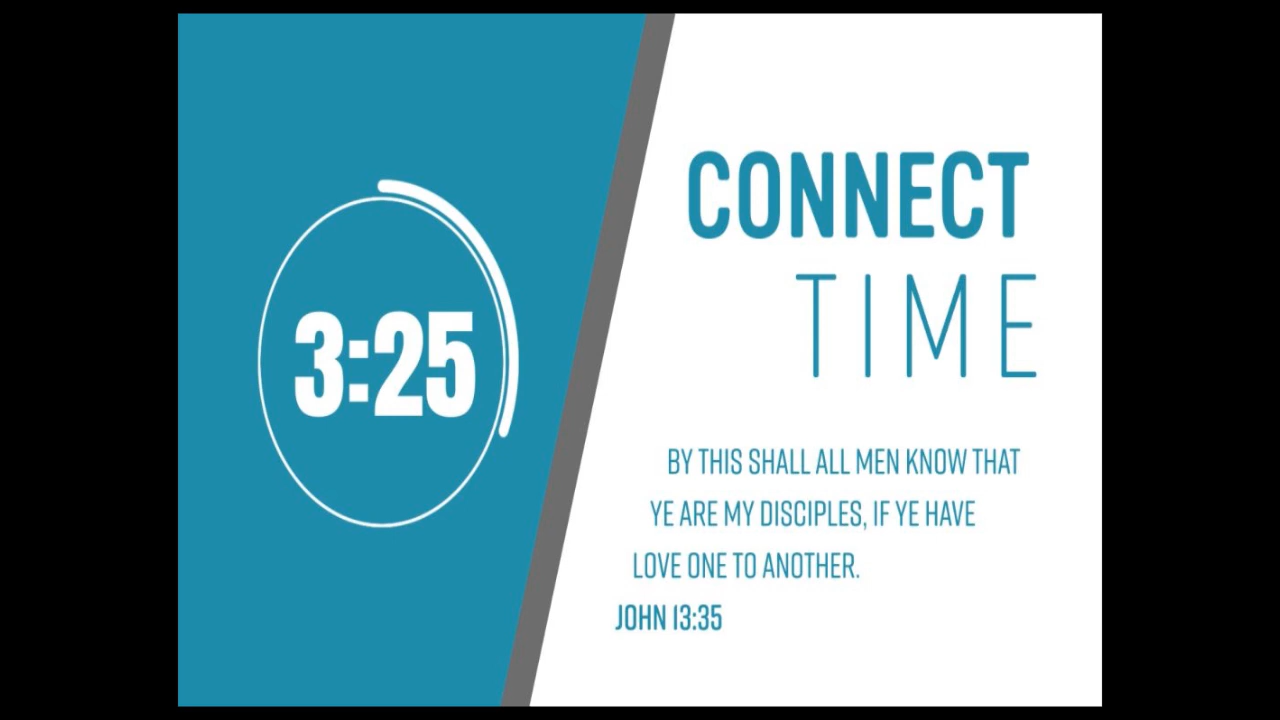 3:25
CONNECT
TIME
BY THIS SHALL ALL MEN KNOW THAT
YE ARE MY DISCIPLES, IF YE HAVE
LOVE ONE TO ANOTHER.
JOHN 13:35